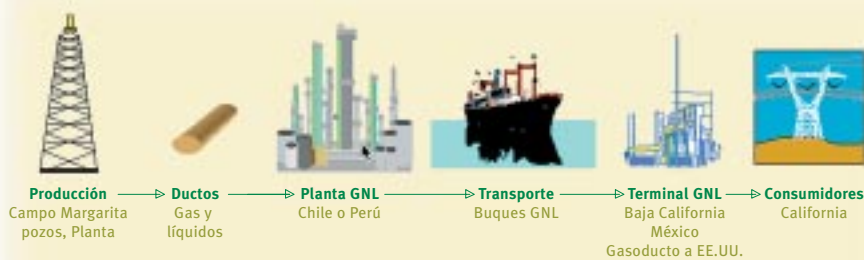 Producción
Campo Margarita
pozos, Planta
Ductos
Gas y
líquidos
Planta GNL
Chile o Perú
Transporte
Buques GNL
Terminal GNL
Baja California
México
Gasoducto a EE.UU.
Consumidores
California